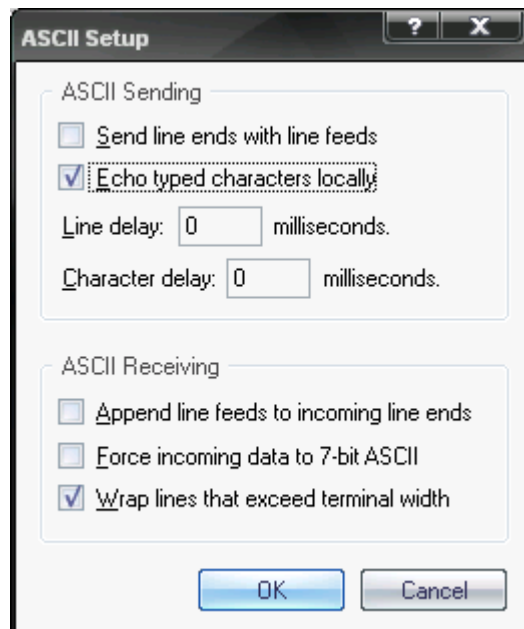 ASCII Setup
? X
ASCII Sending
Send line ends with line feeds
Echo typed characters locally
Line delay: 0 milliseconds.
Character delay: 0 milliseconds.
ASCII Receiving
Append line feeds to incoming line ends
Force incoming data to 7-bit ASCII
Wrap lines that exceed terminal width
OK Cancel